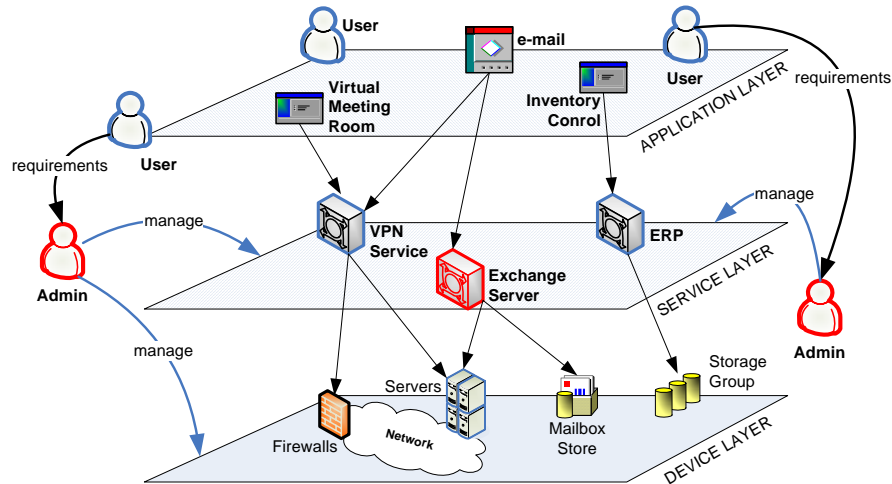 User
e-mail
User
requirements
Virtual
Meeting
Room
Inventory
Conrol
APPLICATION LAYER
User
requirements
manage
manage
VPN
Service
ERP
Admin
Exchange
Server
SERVICE LAYER
Admin
manage
Servers
Storage
Group
Firewalls
Network
Mailbox
Store
DEVICE LAYER